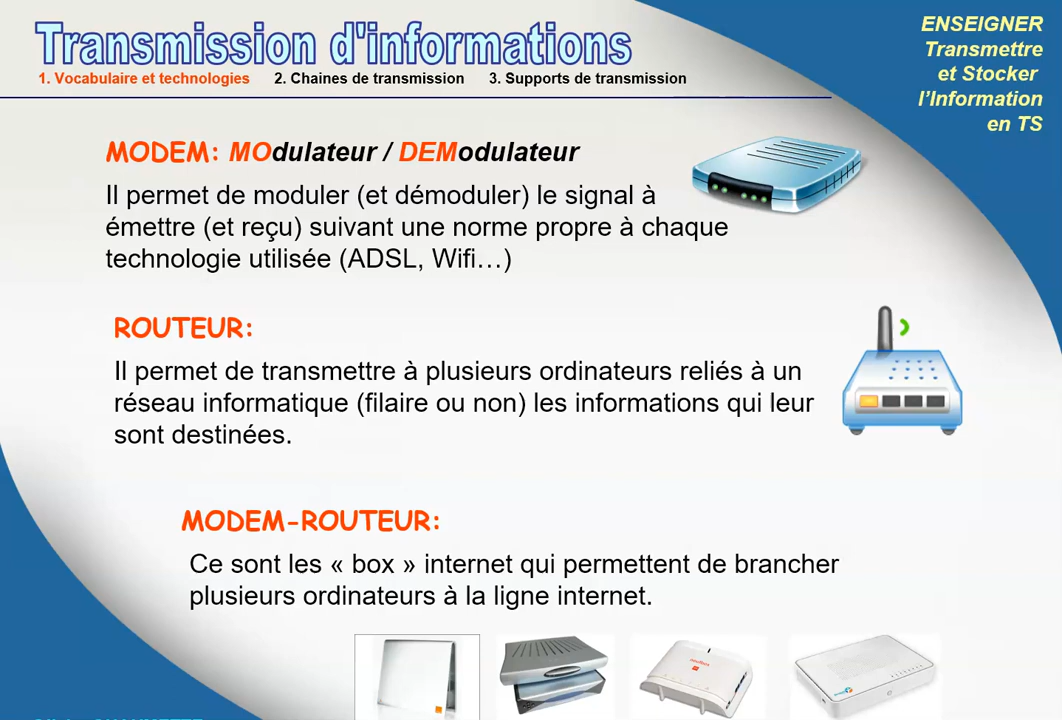 Transmission d'informations
1. Vocabulaire et technologies 2. Chaines de transmission 3. Supports de transmission
ENSEIGNER
Transmettre
et Stocker
l'Information
en TS
MODEM: MOdulateur / DEModulateur
Il permet de moduler (et démoduler) le signal à
émettre (et reçu) suivant une norme propre à chaque
technologie utilisée (ADSL, Wifi…)
ROUTEUR:
Il permet de transmettre à plusieurs ordinateurs reliés à un
réseau informatique (filaire ou non) les informations qui leur
sont destinées.
MODEM-ROUTEUR:
Ce sont les « box » internet qui permettent de brancher
plusieurs ordinateurs à la ligne internet.